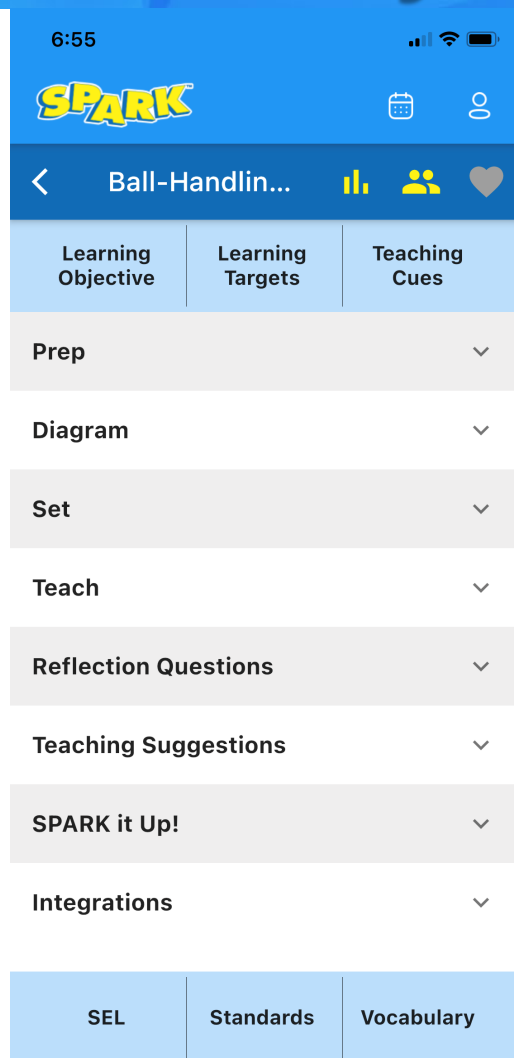 6:55
SPARK™
Ball-Handlin...
Learning Objective
Learning Targets
Teaching Cues
Prep
Diagram
Set
Teach
Reflection Questions
Teaching Suggestions
SPARK it Up!
Integrations
SEL
Standards
Vocabulary